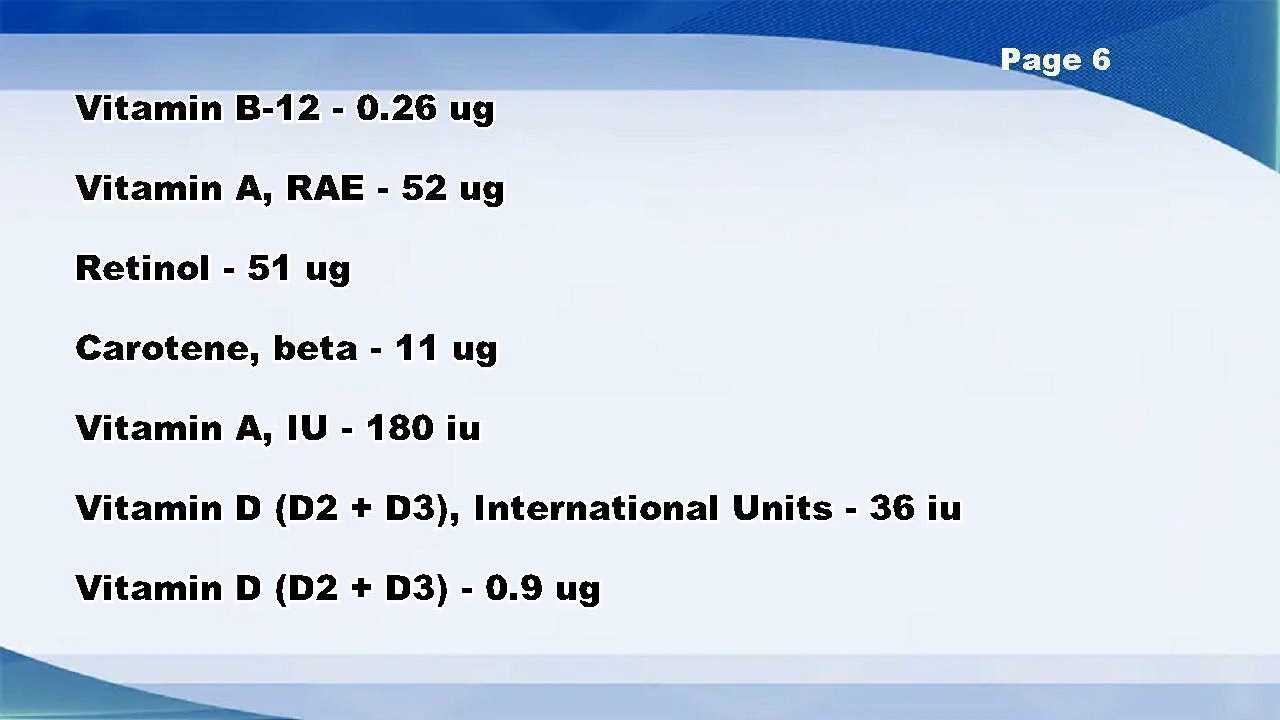 Page 6
Vitamin B-12 - 0.26 ug
Vitamin A, RAE - 52 ug
Retinol - 51 ug
Carotene, beta - 11 ug
Vitamin A, IU - 180 iu
Vitamin D (D2 + D3), International Units - 36 iu
Vitamin D (D2 + D3) - 0.9 ug